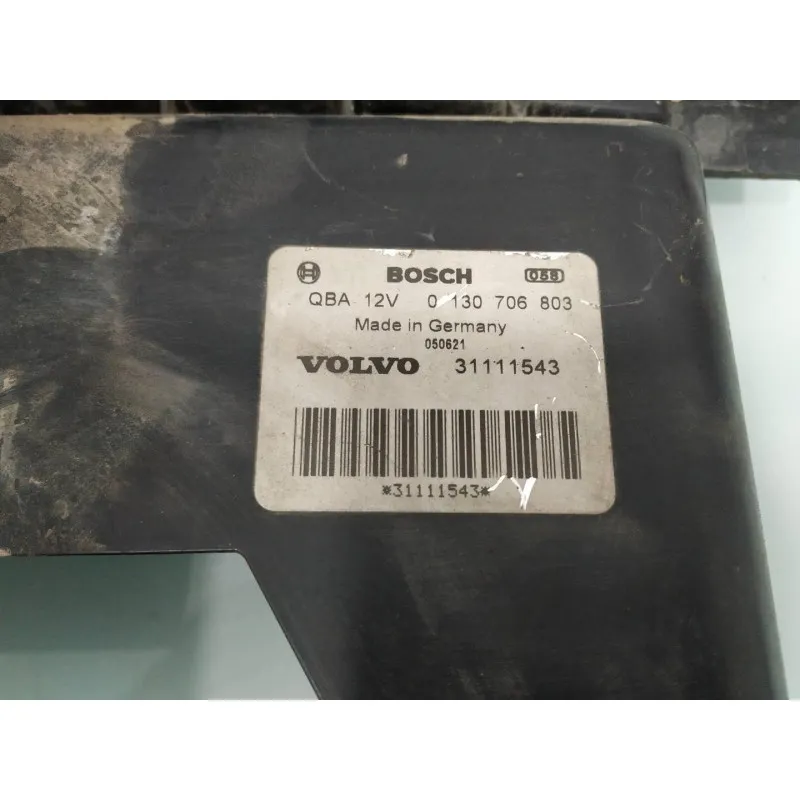 BOSCH 058
QBA 12V 0 130 706 803
Made in Germany
050621
VOLVO 31111543
*31111543*